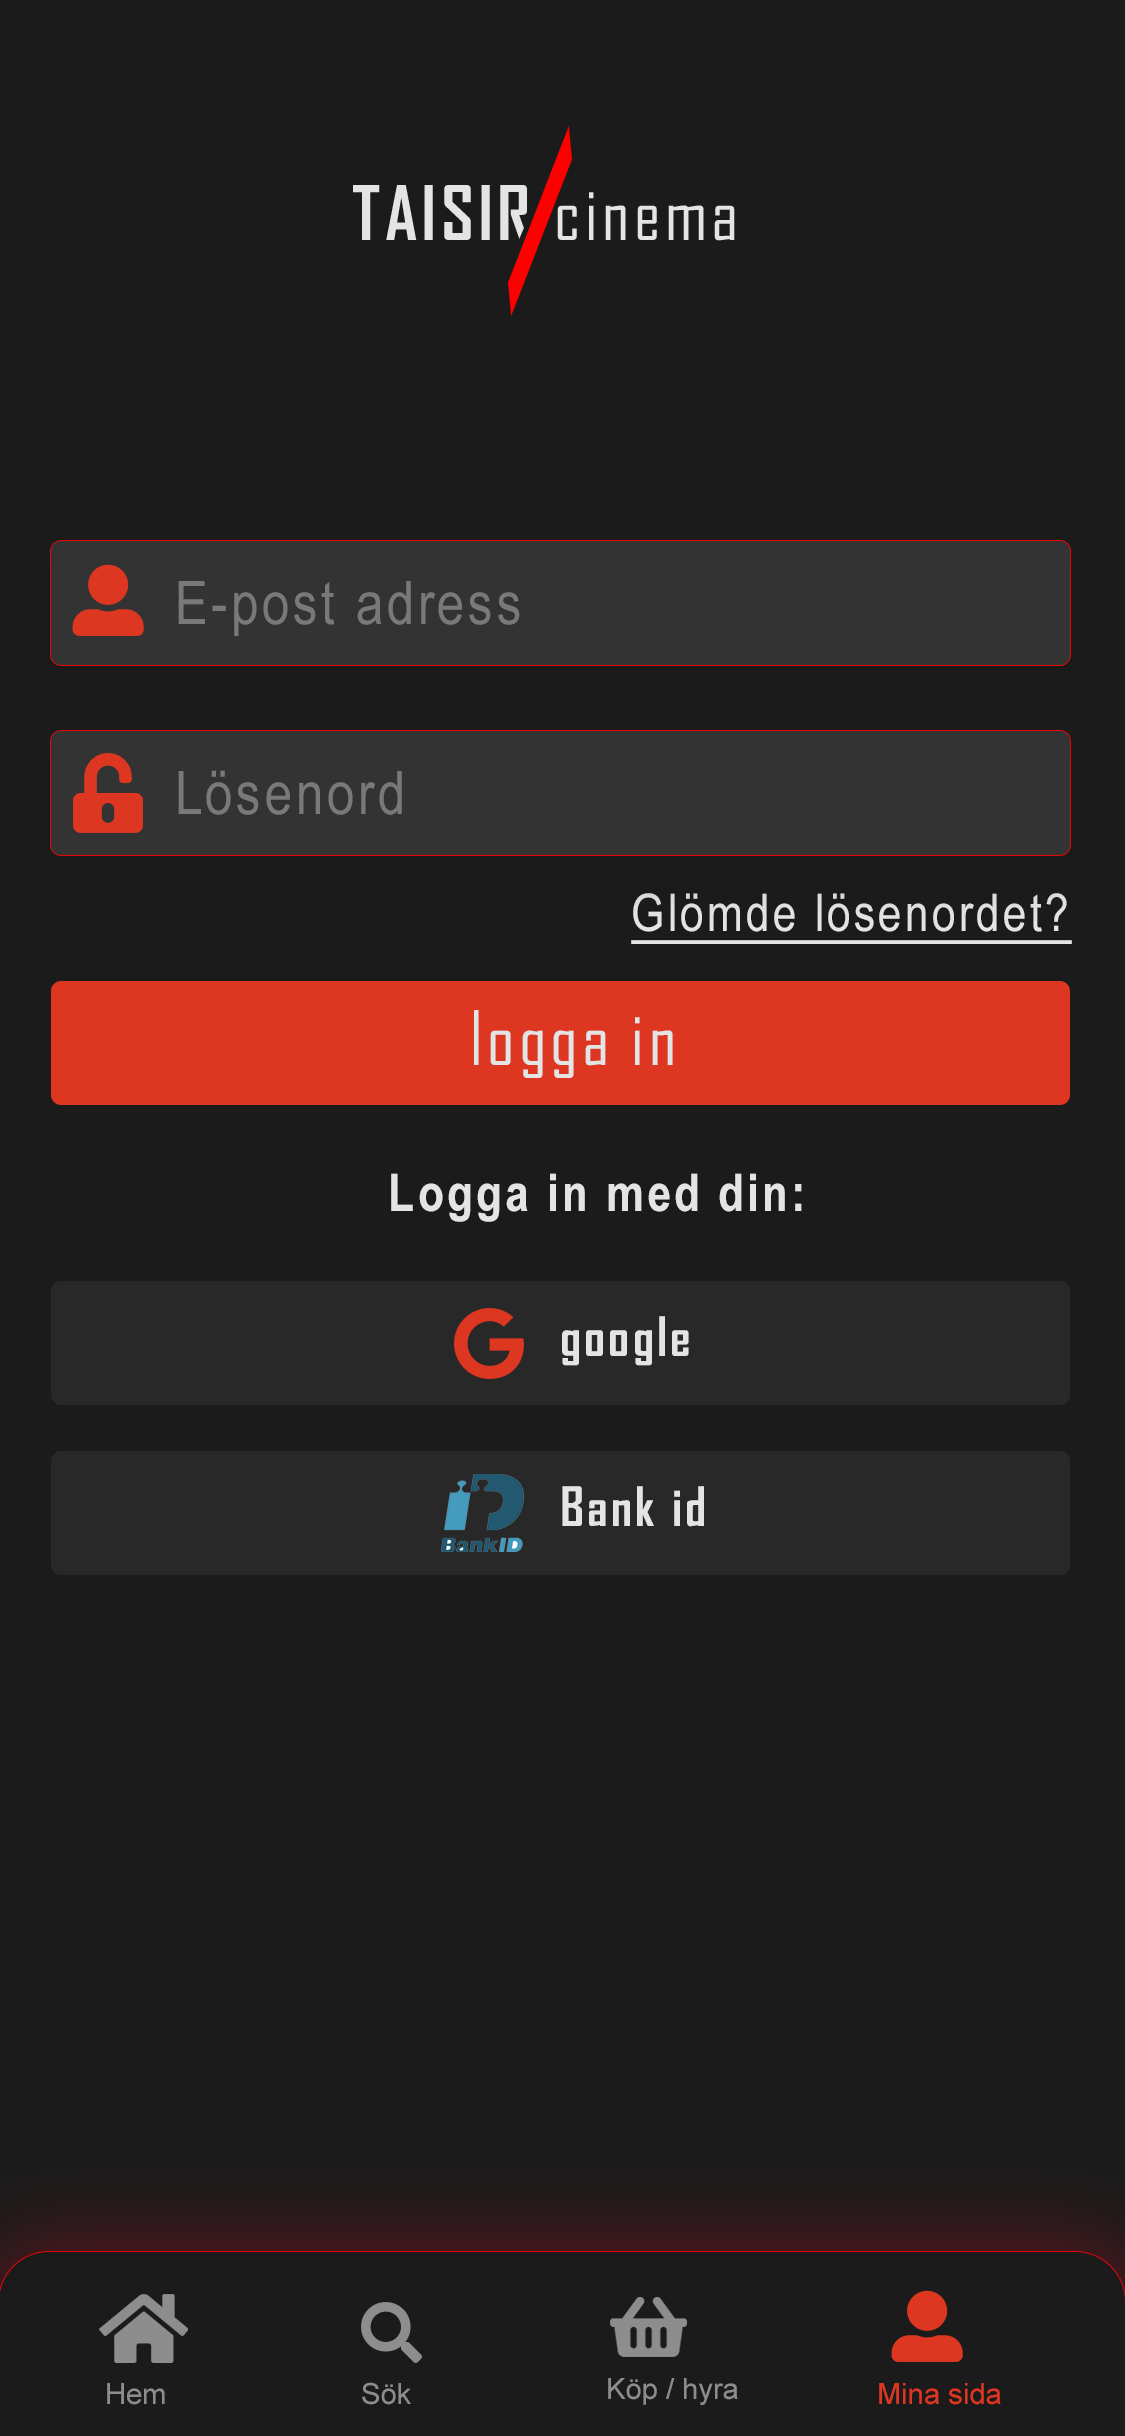 TAISIR/cinema
E-post adress
Lösenord
Glömde lösenordet?
logga in
Logga in med din:
google
BankID Bank id
Hem Sök Köp / hyra Mina sida